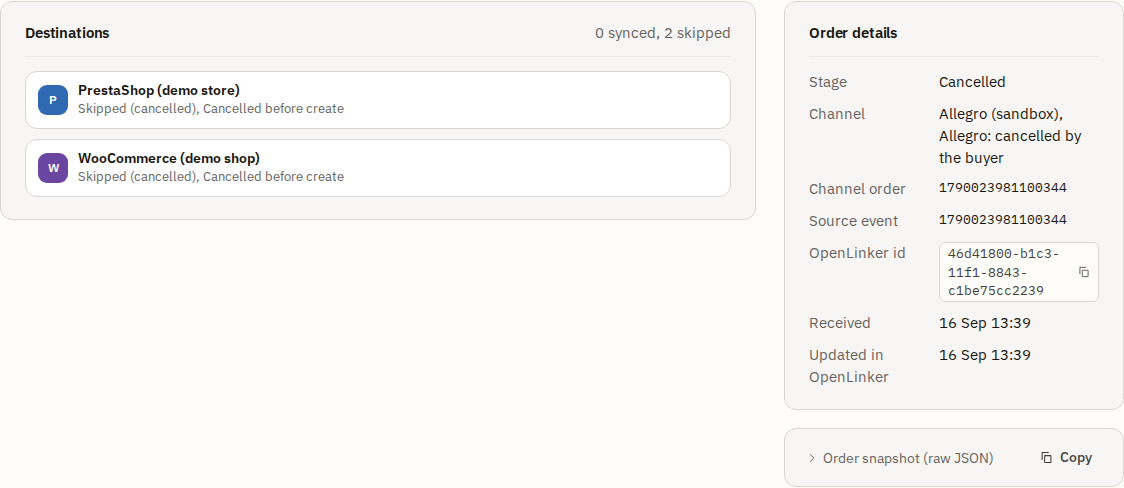 Destinations
0 synced, 2 skipped
P
PrestaShop (demo store)
Skipped (cancelled), Cancelled before create
W
WooCommerce (demo shop)
Skipped (cancelled), Cancelled before create
Order details
Stage
Cancelled
Channel
Allegro (sandbox),
Allegro: cancelled by
the buyer
Channel order
1790023981100344
Source event
1790023981100344
OpenLinker id
46d41800-b1c3-
11f1-8843-
c1be75cc2239
Received
16 Sep 13:39
Updated in
OpenLinker
16 Sep 13:39
Order snapshot (raw JSON)
Copy